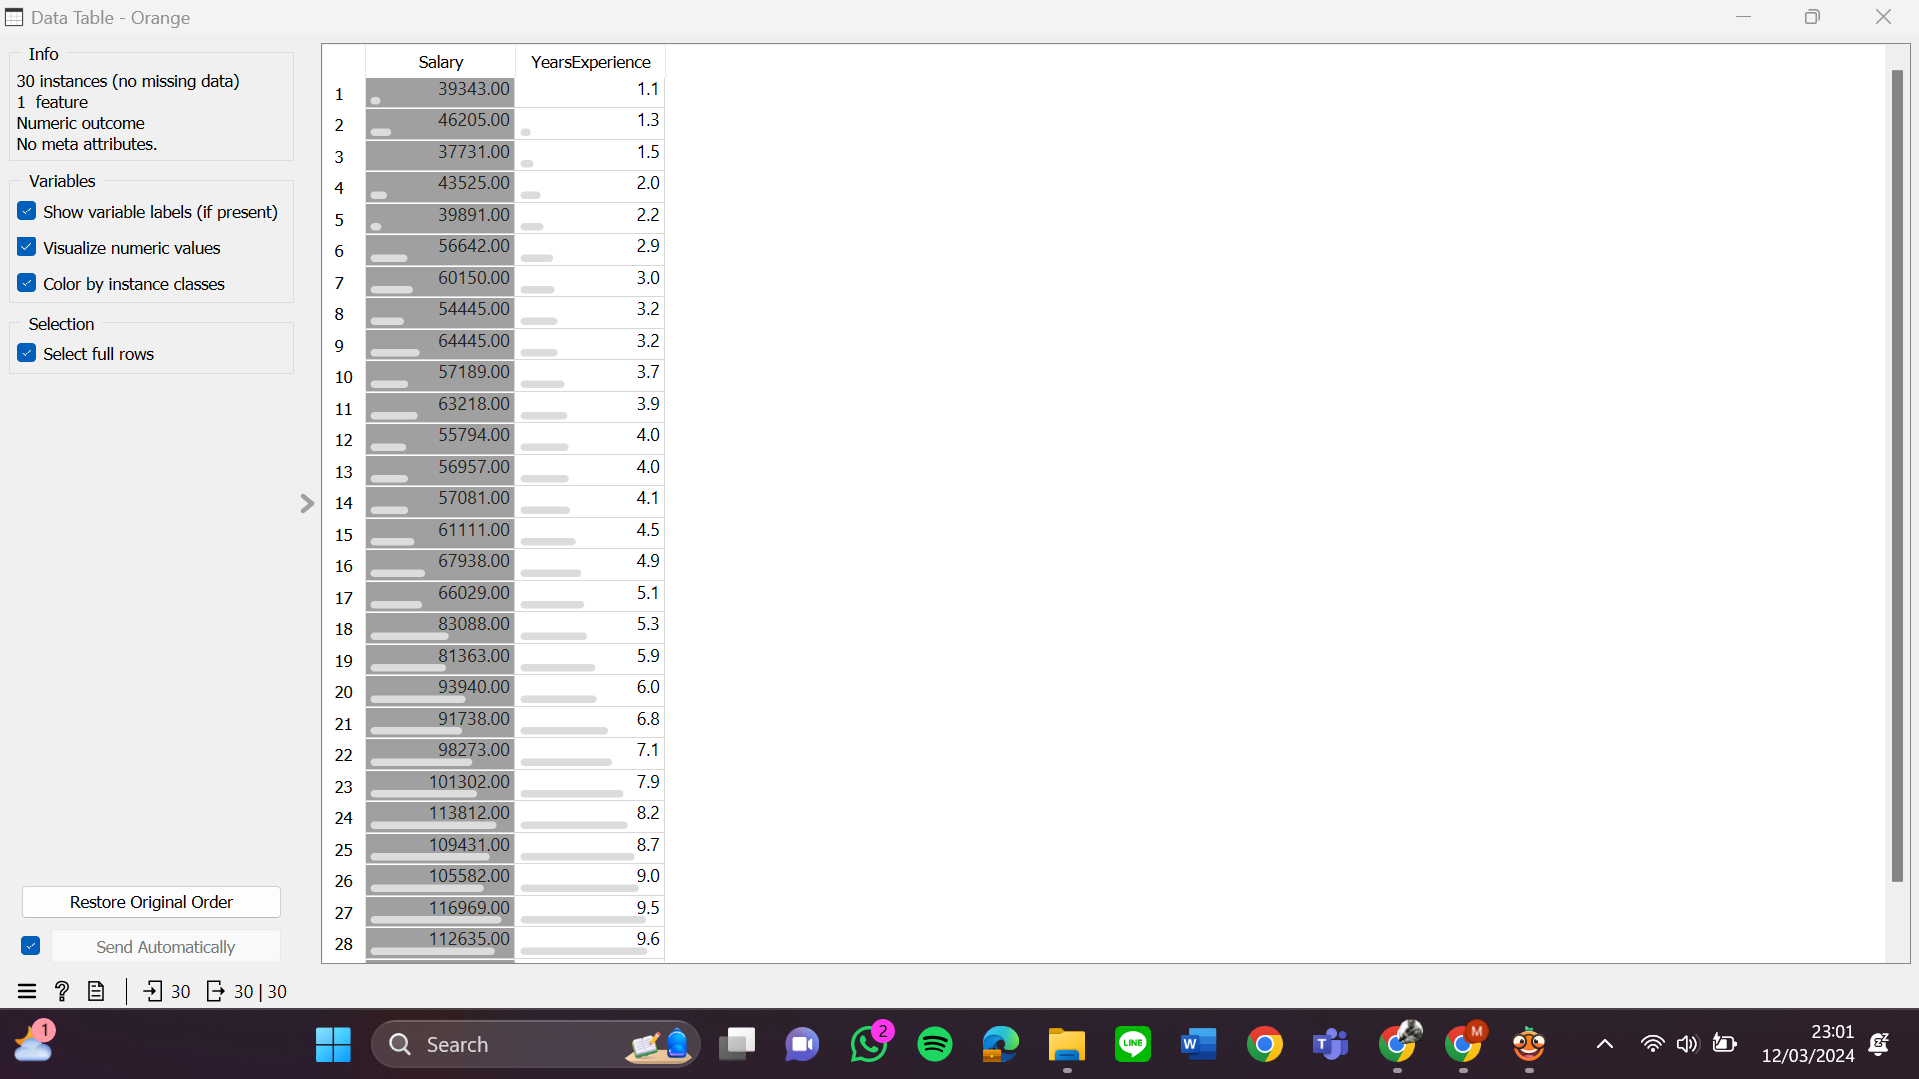 Data Table - Orange
Info
30 instances (no missing data)
1 feature
Numeric outcome
No meta attributes.
Variables
Show variable labels (if present)
Visualize numeric values
Color by instance classes
Selection
Select full rows
Restore Original Order
Send Automatically
30
30 | 30
Salary YearsExperience
1 39343.00 1.1
2 46205.00 1.3
3 37731.00 1.5
4 43525.00 2.0
5 39891.00 2.2
6 56642.00 2.9
7 60150.00 3.0
8 54445.00 3.2
9 64445.00 3.2
10 57189.00 3.7
11 63218.00 3.9
12 55794.00 4.0
13 56957.00 4.0
14 57081.00 4.1
15 61111.00 4.5
16 67938.00 4.9
17 66029.00 5.1
18 83088.00 5.3
19 81363.00 5.9
20 93940.00 6.0
21 91738.00 6.8
22 98273.00 7.1
23 101302.00 7.9
24 113812.00 8.2
25 109431.00 8.7
26 105582.00 9.0
27 116969.00 9.5
28 112635.00 9.6
1
Search
2
LINE
W
T
M
23:01
12/03/2024